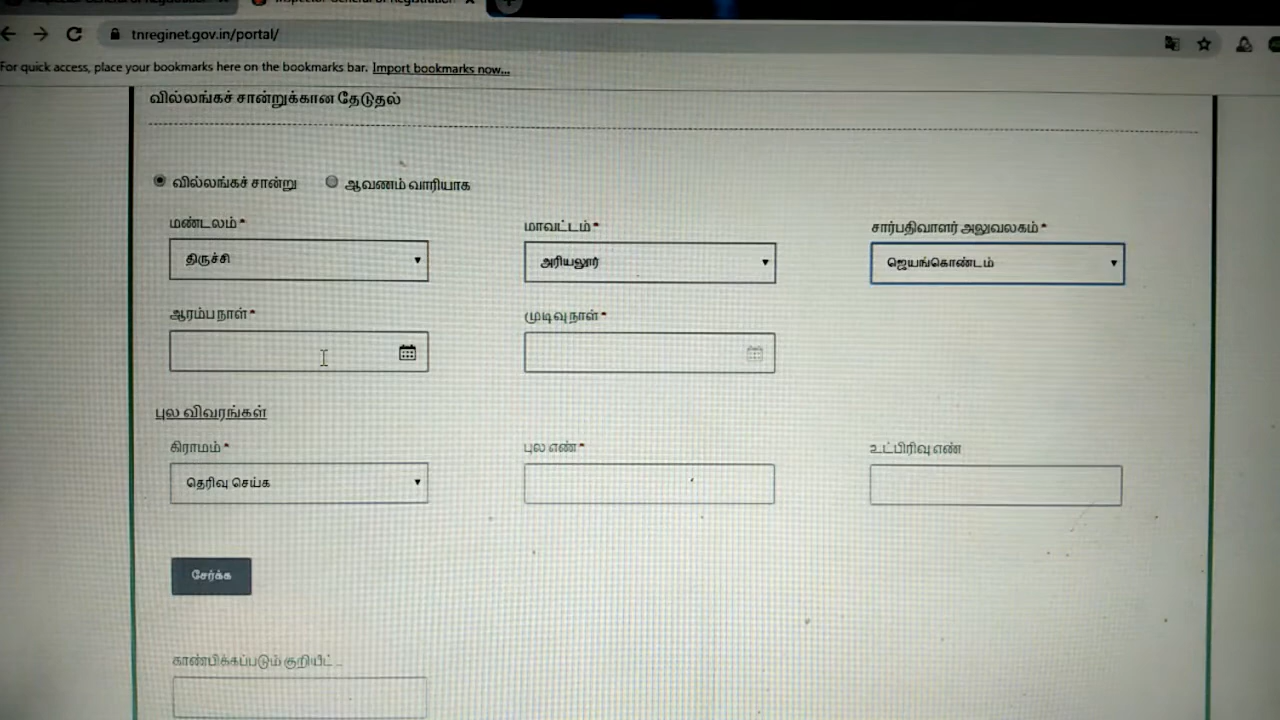 tnreginet.gov.in/portal/
For quick access, place your bookmarks here on the bookmarks bar. Import bookmarks now...
வில்லங்கச் சான்றுக்கான தேடுதல்
வில்லங்கச் சான்று ஆவணம் வாரியாக
மண்டலம் * மாவட்டம் * சார்பதிவாளர் அலுவலகம் *
திருச்சி அரியலூர் ஜெயங்கொண்டம்
ஆரம்ப நாள் * முடிவு நாள் *
புல விவரங்கள்
கிராமம் * புல எண் * உட்பிரிவு எண்
தெரிவு செய்க
சேர்க்க
காண்பிக்கப்படும் குறியீட்